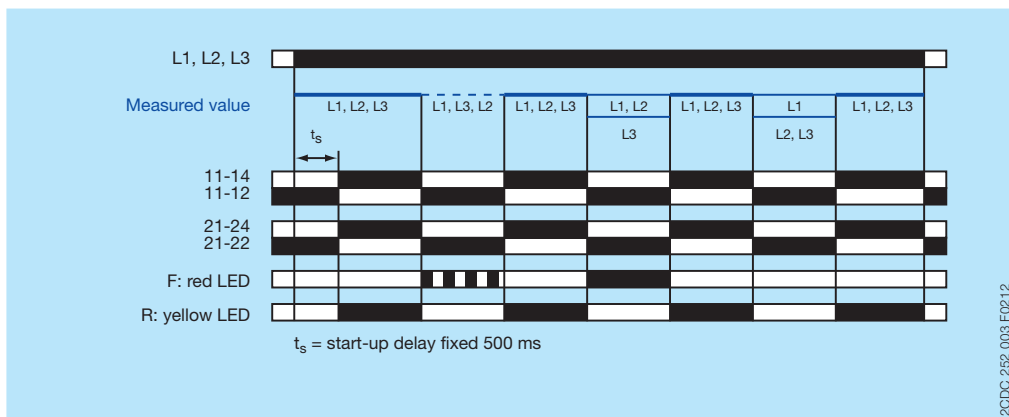 L1, L2, L3
Measured value
L1, L2, L3
L1, L3, L2
L1, L2, L3
L1, L2
L1, L2, L3
L1
L1, L2, L3
L3
L2, L3
ts
11-14
11-12
21-24
21-22
F: red LED
R: yellow LED
ts = start-up delay fixed 500 ms
2CDC 252 003 F0212